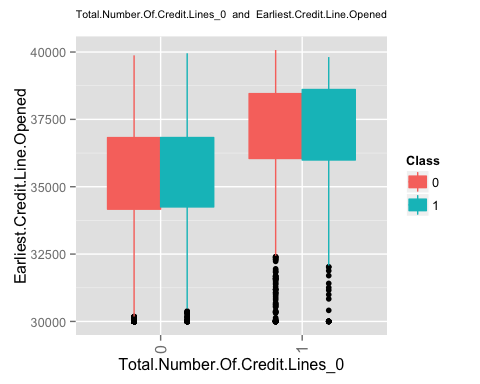 Total.Number.Of.Credit.Lines_0 and Earliest.Credit.Line.Opened
Earliest.Credit.Line.Opened
40000
37500
35000
32500
30000
0
1
Total.Number.Of.Credit.Lines_0
Class
0
1